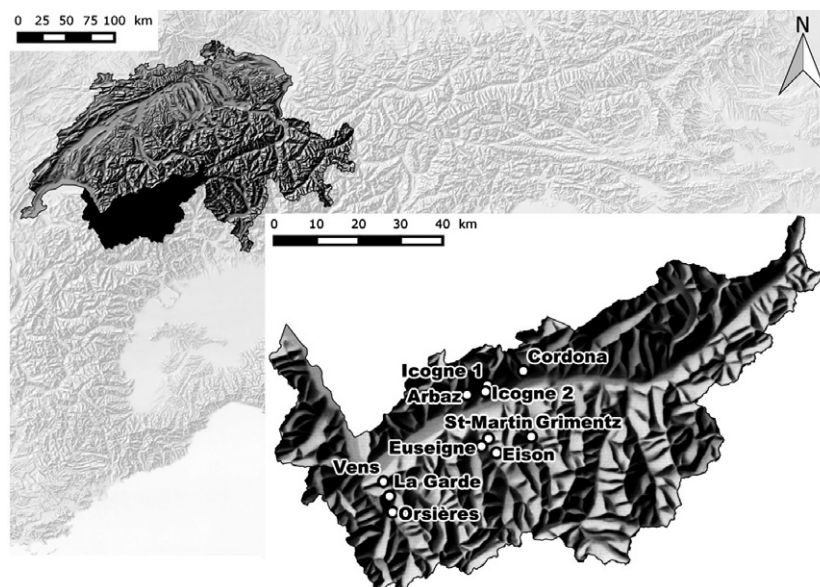 0 25 50 75 100 km
N
0 10 20 30 40 km
Cordona
Icogne 1
Icogne 2
Arbaz
St-Martin Grimentz
Euseigne
Eison
Vens
La Garde
Orsières